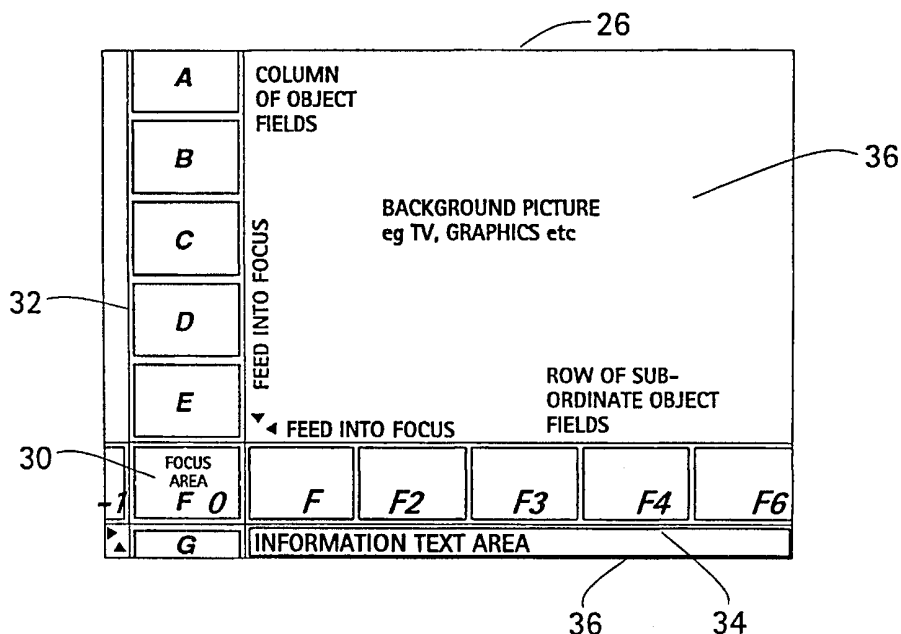 26
A
COLUMN
OF OBJECT
FIELDS
B
36
BACKGROUND PICTURE
eg TV, GRAPHICS etc
C
FEED INTO FOCUS
32
D
E
ROW OF SUB-
ORDINATE OBJECT
FIELDS
FEED INTO FOCUS
30
FOCUS
AREA
-1 F 0 F F2 F3 F4 F6
G INFORMATION TEXT AREA
36 34